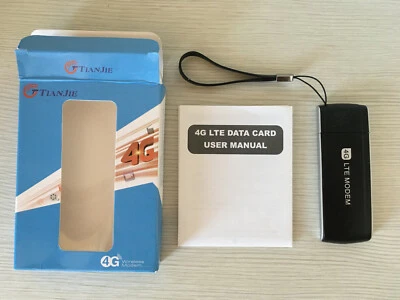 TIANJIE
TIANJIE
4G
4G
4G LTE DATA CARD
USER MANUAL
4G LTE MODEM